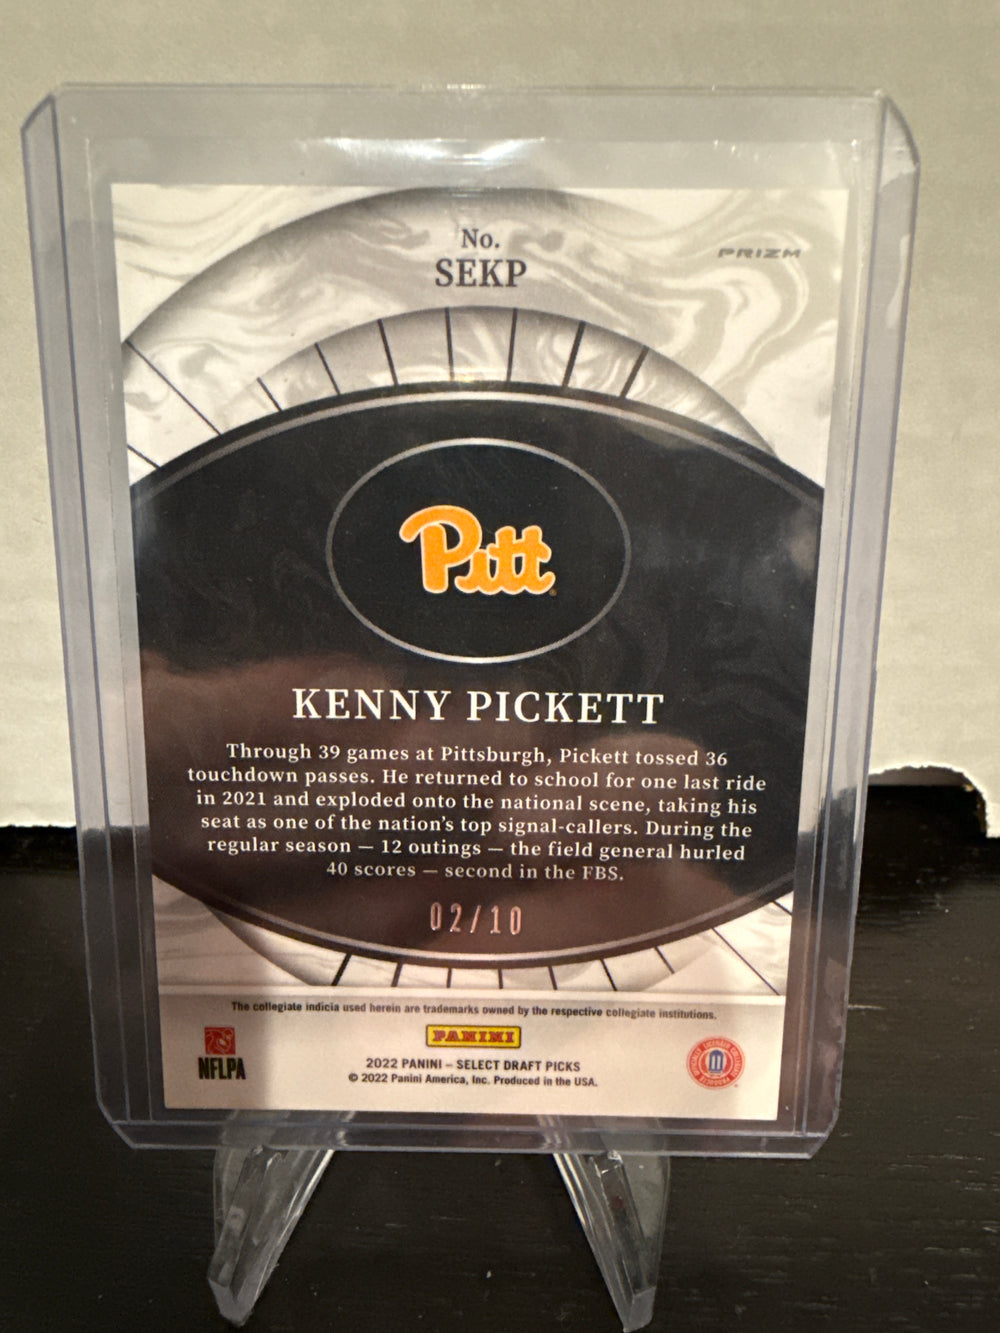 No.
SEKP
PRIZM
Pitt
KENNY PICKETT
Through 39 games at Pittsburgh, Pickett tossed 36
touchdown passes. He returned to school for one last ride
in 2021 and exploded onto the national scene, taking his
seat as one of the nation's top signal-callers. During the
regular season — 12 outings — the field general hurled
40 scores — second in the FBS.
02/10
The collegiate indicia used herein are trademarks owned by the respective collegiate institutions.
PANINI
NFLPA
2022 PANINI – SELECT DRAFT PICKS
© 2022 Panini America, Inc. Produced in the USA.
OFFICIALLY LICENSED COLLEGIATE PRODUCTS